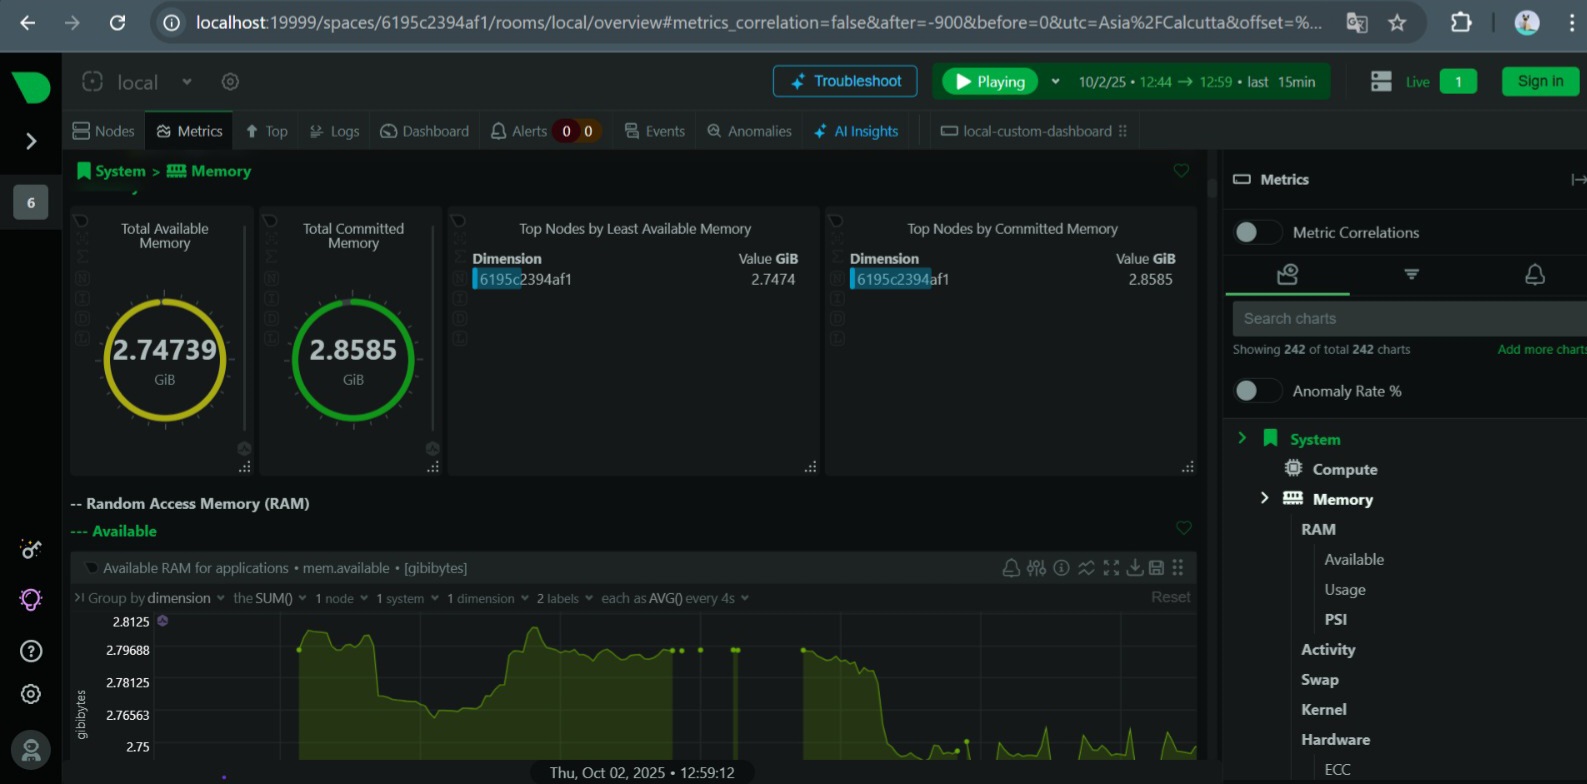 localhost:19999/spaces/6195c2394af1/rooms/local/overview#metrics_correlation=false&after=-900&before=0&utc=Asia%2FCalcutta&offset=%...
local
Troubleshoot
Playing
10/2/25 • 12:44 → 12:59 • last 15min
Live
1
Sign in
Nodes
Metrics
Top
Logs
Dashboard
Alerts 0 0
Events
Anomalies
AI Insights
local-custom-dashboard
6
System > Memory
Total Available
Memory
2.74739
GiB
Total Committed
Memory
2.8585
GiB
Top Nodes by Least Available Memory
Dimension Value GiB
6195c2394af1 2.7474
Top Nodes by Committed Memory
Dimension Value GiB
6195c2394af1 2.8585
-- Random Access Memory (RAM)
--- Available
Available RAM for applications • mem.available • [gibibytes]
Group by dimension the SUM() 1 node 1 system 1 dimension 2 labels each as AVG() every 4s Reset
2.8125
2.79688
2.78125
2.76563
2.75
gibibytes
Thu, Oct 02, 2025 • 12:59:12
Metrics
Metric Correlations
Search charts
Showing 242 of total 242 charts Add more charts
Anomaly Rate %
System
Compute
Memory
RAM
Available
Usage
PSI
Activity
Swap
Kernel
Hardware
ECC